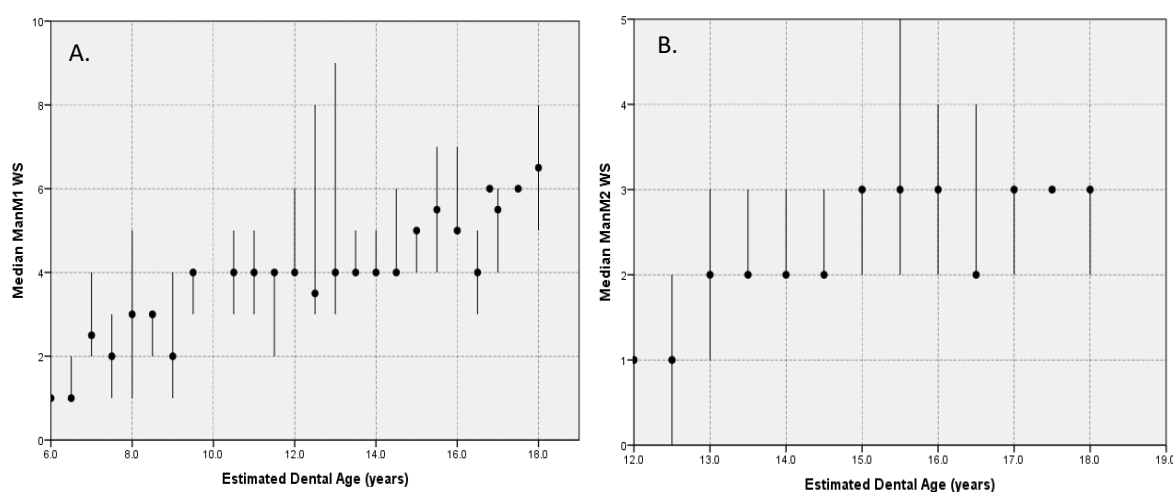 A.
Median ManM1 WS
10
8
6
4
2
0
6.0 8.0 10.0 12.0 14.0 16.0 18.0
Estimated Dental Age (years)
B.
Median ManM2 WS
5
4
3
2
1
0
12.0 13.0 14.0 15.0 16.0 17.0 18.0 19.0
Estimated Dental Age (years)